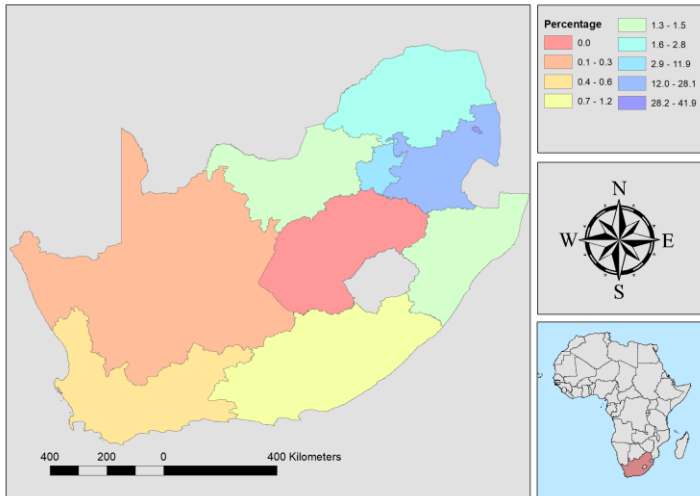 Percentage
0.0
0.1 - 0.3
0.4 - 0.6
0.7 - 1.2
1.3 - 1.5
1.6 - 2.8
2.9 - 11.9
12.0 - 28.1
28.2 - 41.9
N
W E
S
400 200 0 400 Kilometers